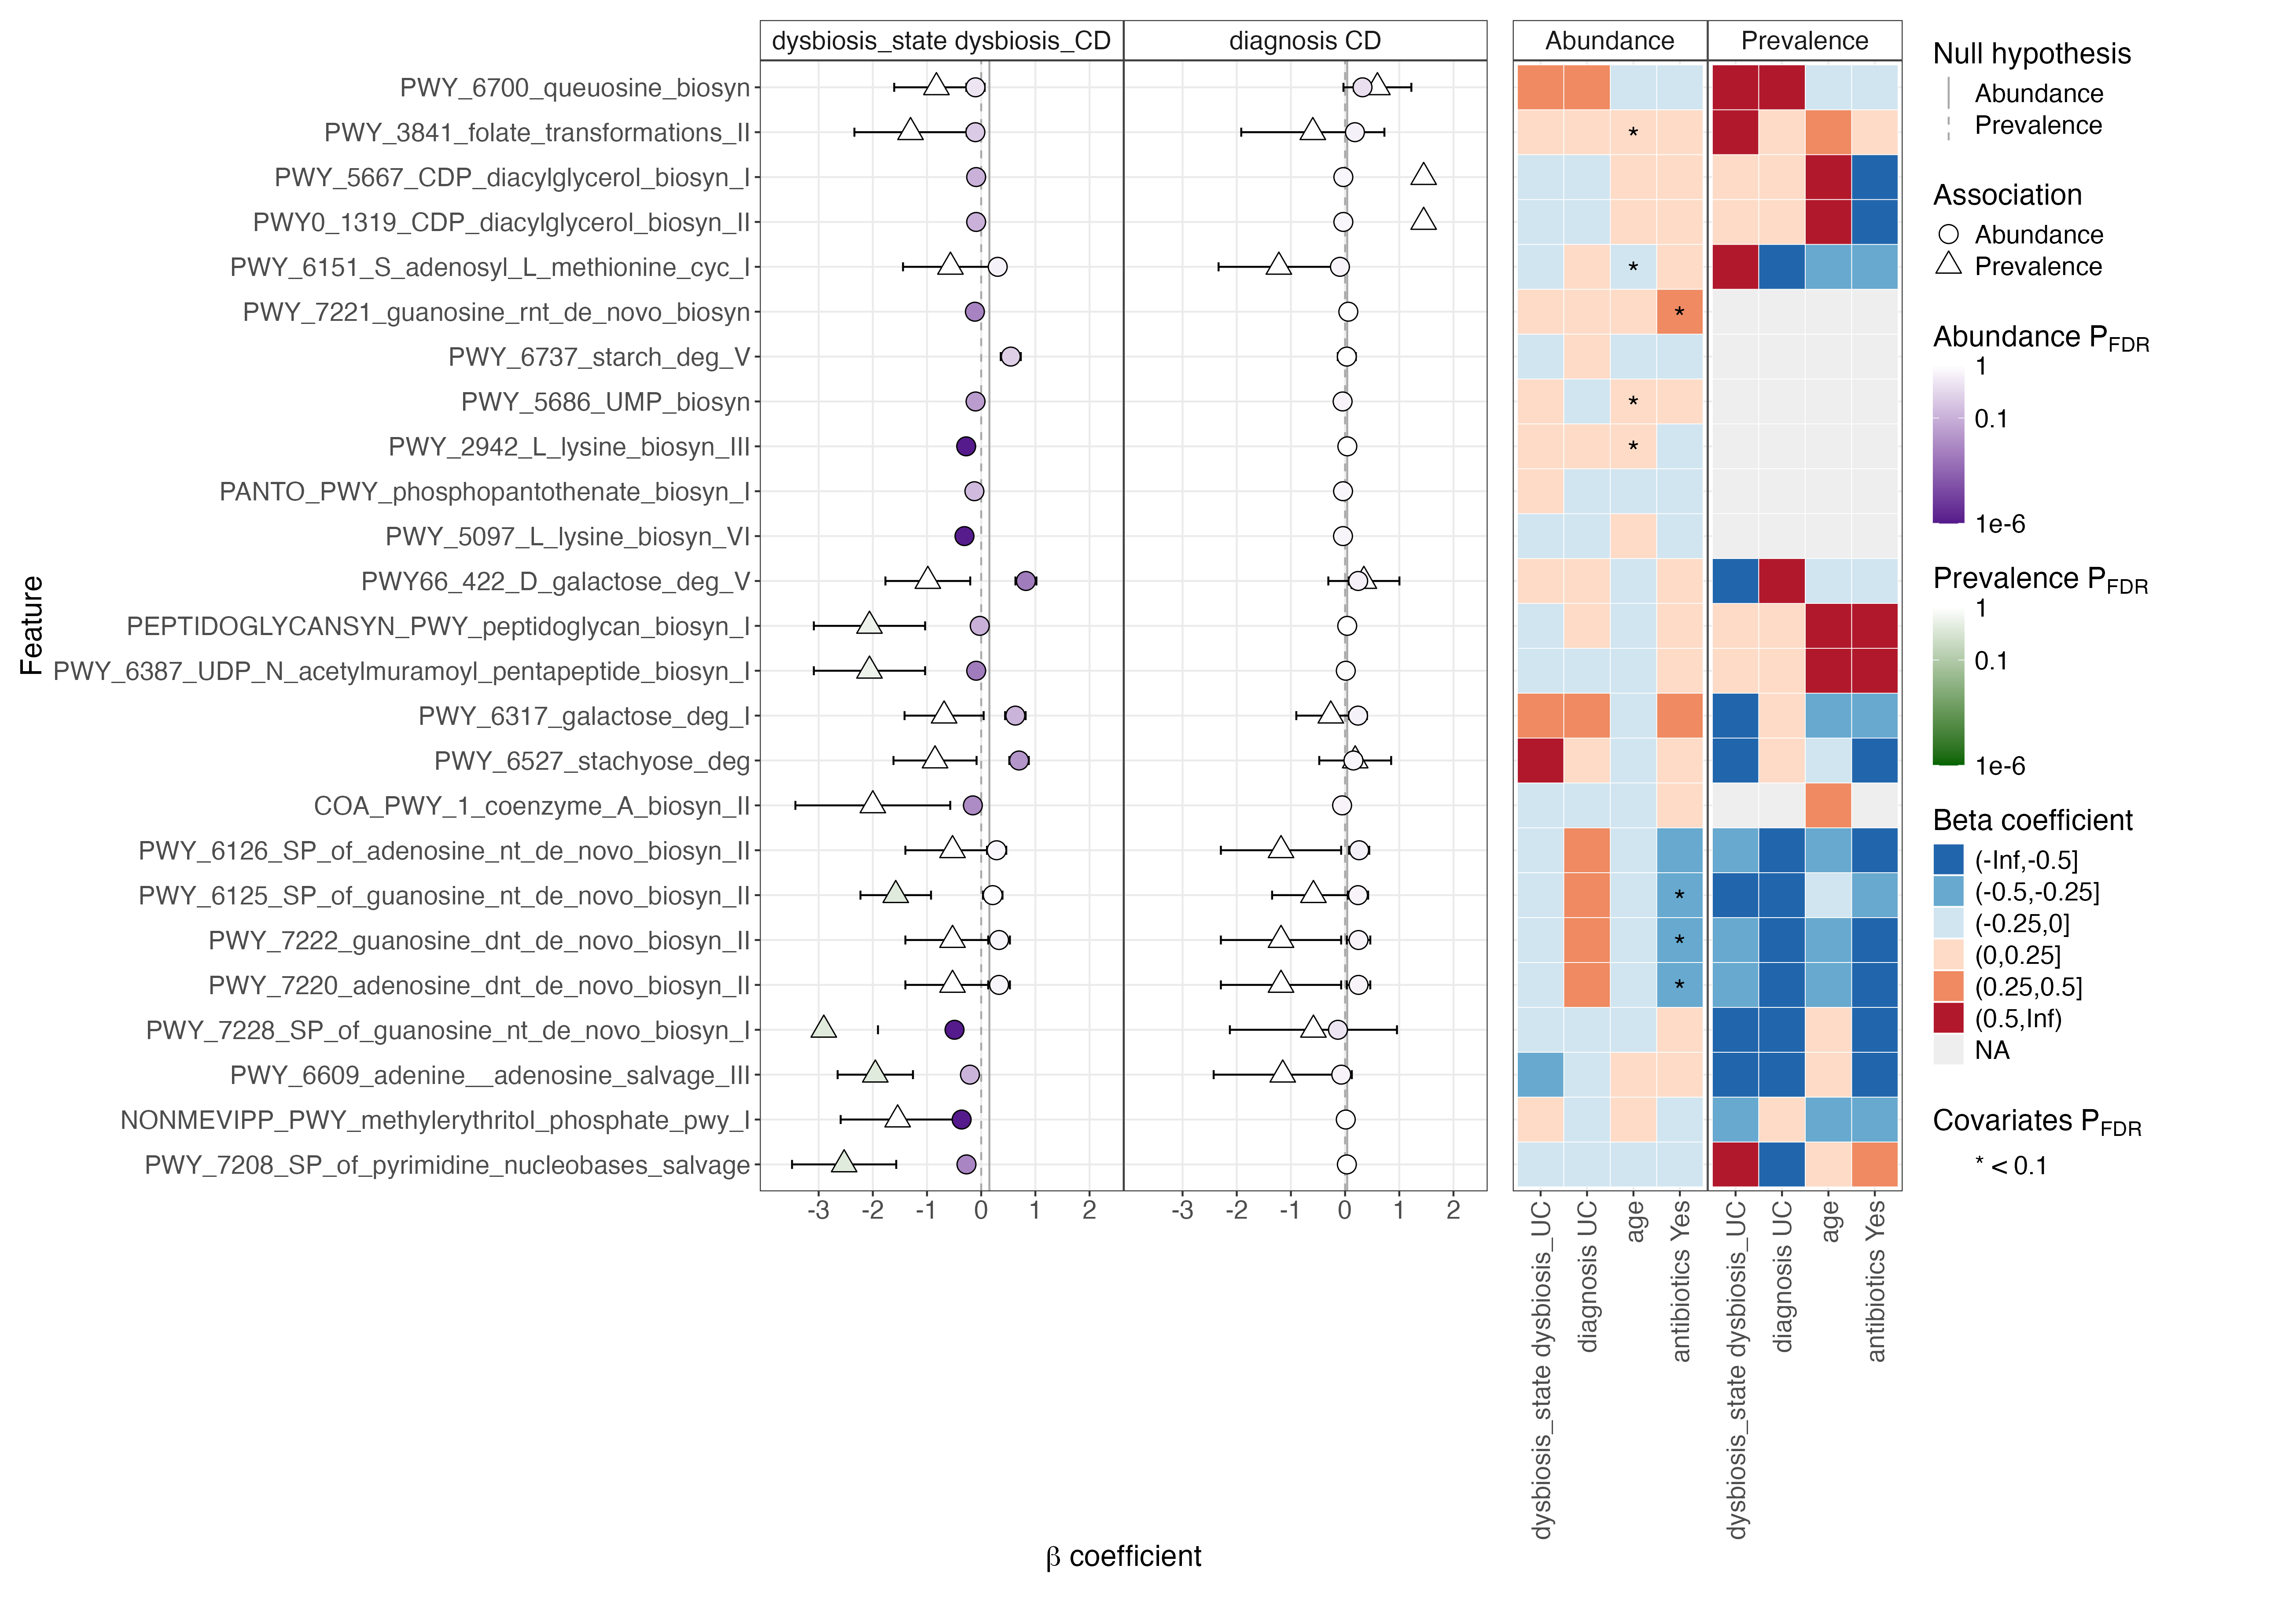 dysbiosis_state dysbiosis_CD
diagnosis CD
Abundance
Prevalence
Feature
PWY_6700_queuosine_biosyn
PWY_3841_folate_transformations_II
PWY_5667_CDP_diacylglycerol_biosyn_I
PWY0_1319_CDP_diacylglycerol_biosyn_II
PWY_6151_S_adenosyl_L_methionine_cyc_I
PWY_7221_guanosine_rnt_de_novo_biosyn
PWY_6737_starch_deg_V
PWY_5686_UMP_biosyn
PWY_2942_L_lysine_biosyn_III
PANTO_PWY_phosphopantothenate_biosyn_I
PWY_5097_L_lysine_biosyn_VI
PWY66_422_D_galactose_deg_V
PEPTIDOGLYCANSYN_PWY_peptidoglycan_biosyn_I
PWY_6387_UDP_N_acetylmuramoyl_pentapeptide_biosyn_I
PWY_6317_galactose_deg_I
PWY_6527_stachyose_deg
COA_PWY_1_coenzyme_A_biosyn_II
PWY_6126_SP_of_adenosine_nt_de_novo_biosyn_II
PWY_6125_SP_of_guanosine_nt_de_novo_biosyn_II
PWY_7222_guanosine_dnt_de_novo_biosyn_II
PWY_7220_adenosine_dnt_de_novo_biosyn_II
PWY_7228_SP_of_guanosine_nt_de_novo_biosyn_I
PWY_6609_adenine__adenosine_salvage_III
NONMEVIPP_PWY_methylerythritol_phosphate_pwy_I
PWY_7208_SP_of_pyrimidine_nucleobases_salvage
*
*
*
*
*
*
*
*
-3 -2 -1 0 1 2
-3 -2 -1 0 1 2
β coefficient
dysbiosis_state dysbiosis_UC
diagnosis UC
age
antibiotics Yes
dysbiosis_state dysbiosis_UC
diagnosis UC
age
antibiotics Yes
Null hypothesis
Abundance
Prevalence
Association
Abundance
Prevalence
Abundance PFDR
1
0.1
1e-6
Prevalence PFDR
1
0.1
1e-6
Beta coefficient
(-Inf,-0.5]
(-0.5,-0.25]
(-0.25,0]
(0,0.25]
(0.25,0.5]
(0.5,Inf)
NA
Covariates PFDR
* < 0.1